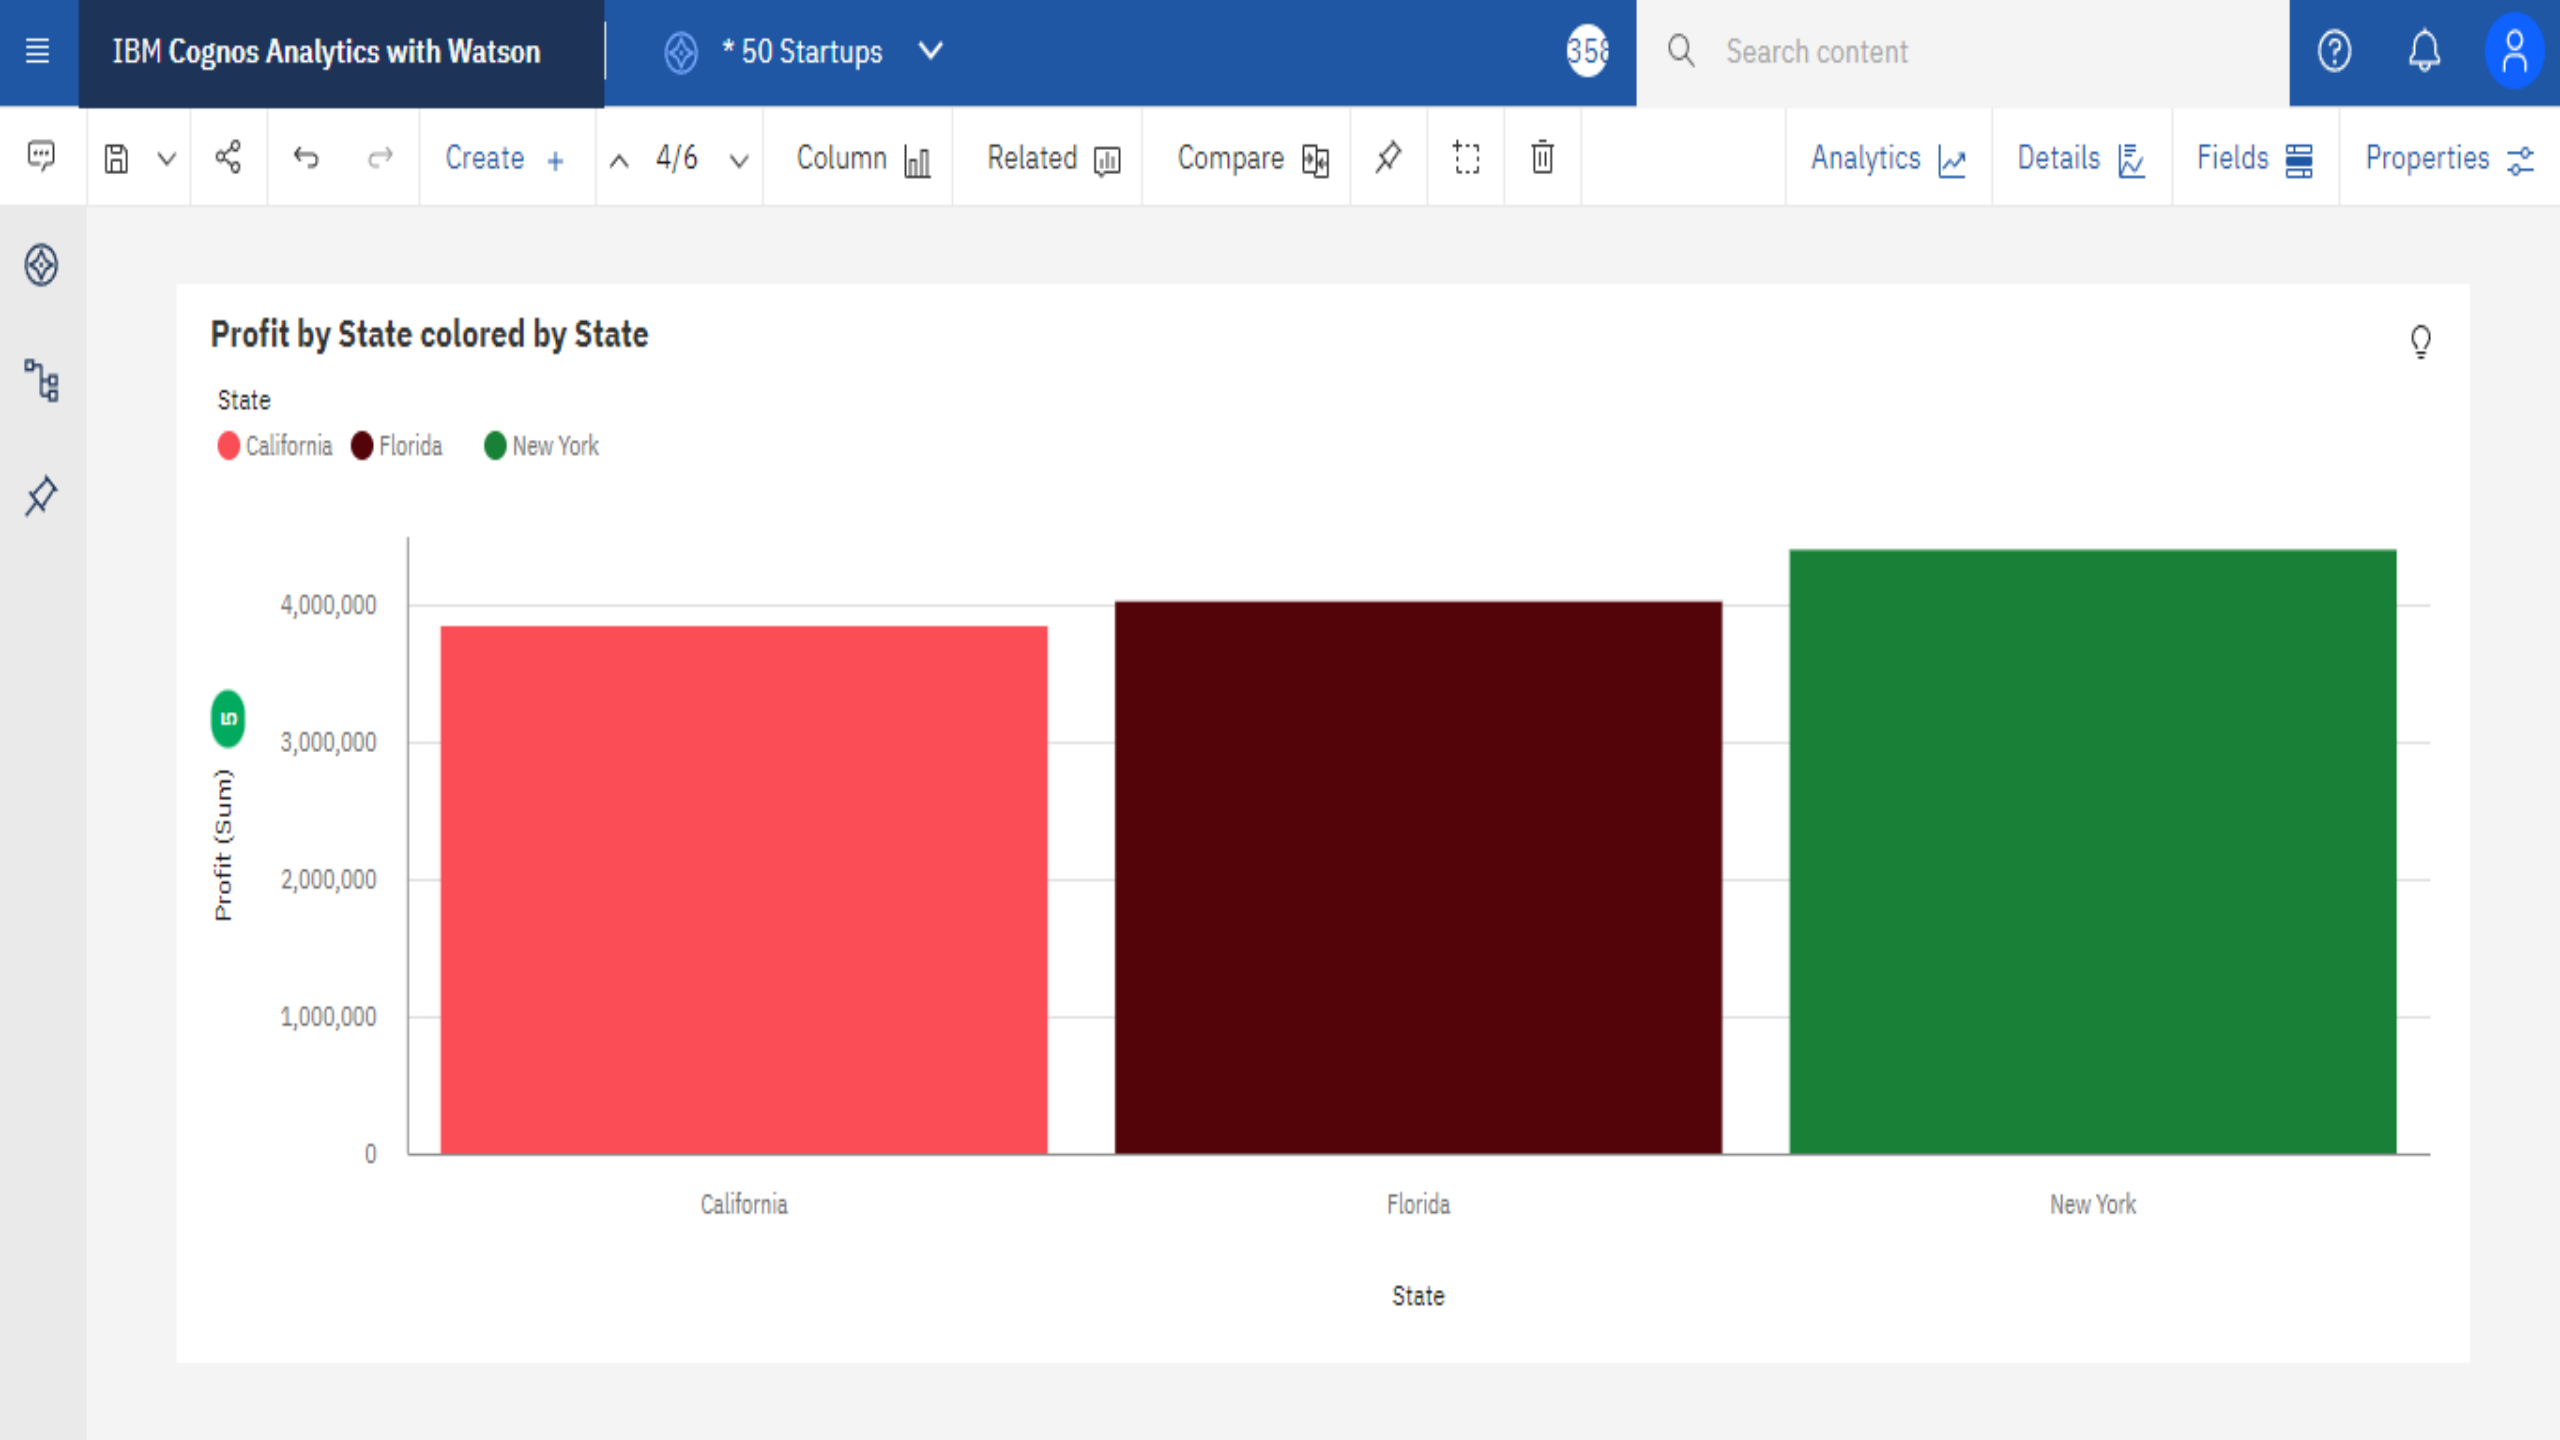 IBM Cognos Analytics with Watson
* 50 Startups
358
Search content
Create +
4/6
Column
Related
Compare
Analytics
Details
Fields
Properties
Profit by State colored by State
State
California
Florida
New York
4,000,000
3,000,000
2,000,000
1,000,000
0
Profit (Sum)
5
California
Florida
New York
State